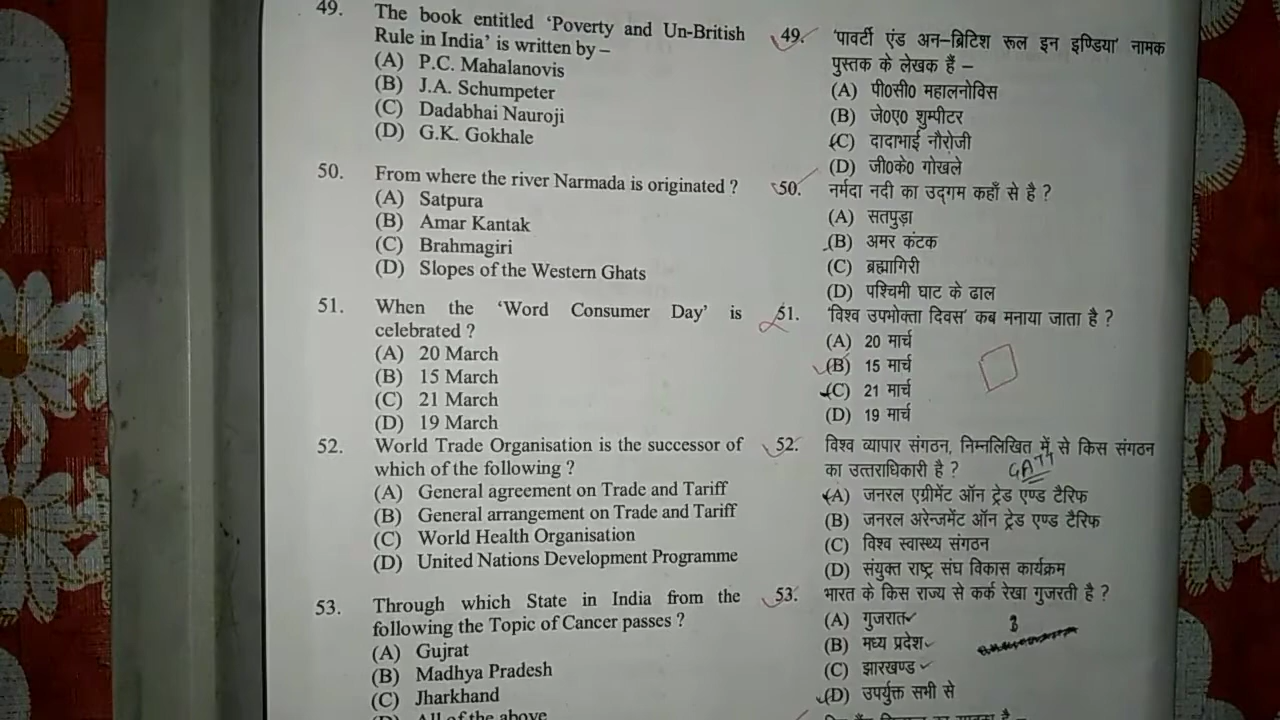 49. The book entitled ‘Poverty and Un-British
Rule in India’ is written by –
(A) P.C. Mahalanovis
(B) J.A. Schumpeter
(C) Dadabhai Nauroji
(D) G.K. Gokhale
50. From where the river Narmada is originated ?
(A) Satpura
(B) Amar Kantak
(C) Brahmagiri
(D) Slopes of the Western Ghats
51. When the ‘Word Consumer Day’ is
celebrated ?
(A) 20 March
(B) 15 March
(C) 21 March
(D) 19 March
52. World Trade Organisation is the successor of
which of the following ?
(A) General agreement on Trade and Tariff
(B) General arrangement on Trade and Tariff
(C) World Health Organisation
(D) United Nations Development Programme
53. Through which State in India from the
following the Topic of Cancer passes ?
(A) Gujrat
(B) Madhya Pradesh
(C) Jharkhand
(D) All of the above
49. ‘पावर्टी एंड अन–ब्रिटिश रूल इन इण्डिया’ नामक
पुस्तक के लेखक हैं –
(A) पी0सी0 महालनोविस
(B) जे0ए0 शुम्पीटर
(C) दादाभाई नौरोजी
(D) जी0के0 गोखले
50. नर्मदा नदी का उद्गम कहाँ से है ?
(A) सतपुड़ा
(B) अमर कंटक
(C) ब्रह्मागिरी
(D) पश्चिमी घाट के ढाल
51. ‘विश्व उपभोक्ता दिवस’ कब मनाया जाता है ?
(A) 20 मार्च
(B) 15 मार्च
(C) 21 मार्च
(D) 19 मार्च
52. विश्व व्यापार संगठन, निम्नलिखित में से किस संगठन
का उत्तराधिकारी है ?
GATT
(A) जनरल एग्रीमेंट ऑन ट्रेड एण्ड टैरिफ
(B) जनरल अरेन्जमेंट ऑन ट्रेड एण्ड टैरिफ
(C) विश्व स्वास्थ्य संगठन
(D) संयुक्त राष्ट्र संघ विकास कार्यक्रम
53. भारत के किस राज्य से कर्क रेखा गुजरती है ?
(A) गुजरात
(B) मध्य प्रदेश
(C) झारखण्ड
(D) उपर्युक्त सभी से